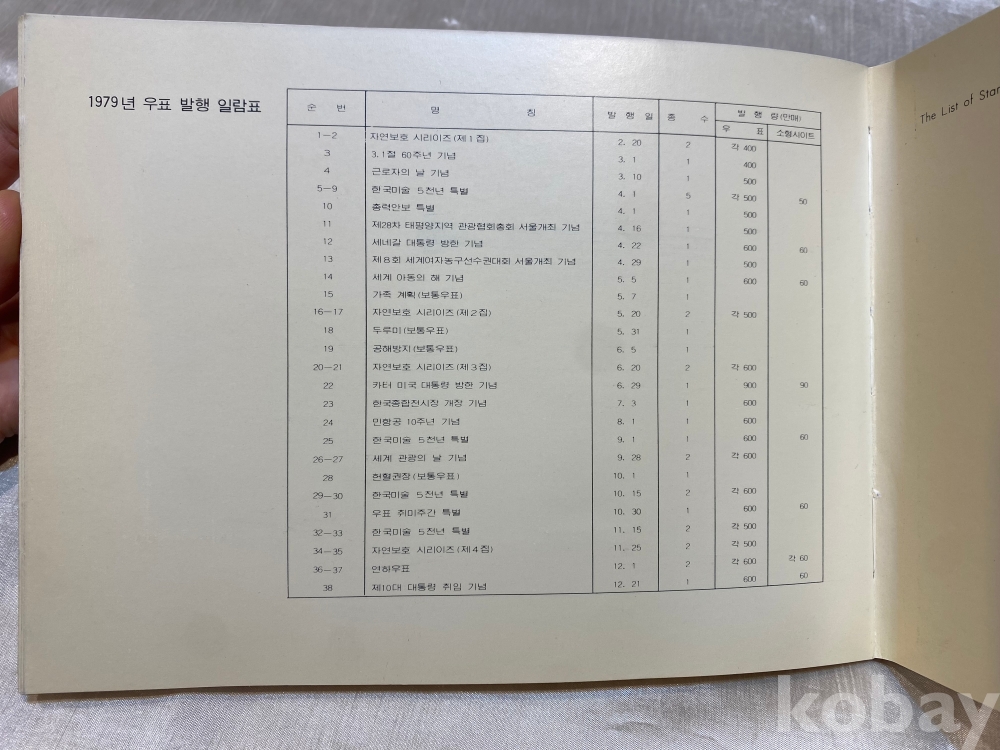 1979년 우표 발행 일람표
순 번 명 칭 발 행 일 종 수 발 행 량(만매)
우 표 소형시이트
1-2 자연보호 시리이즈(제1집) 2. 20 2 각 400
3 3.1절 60주년 기념 3. 1 1 400
4 근로자의 날 기념 3. 10 1 500
5-9 한국미술 5천년 특별 4. 1 5 각 500 50
10 총력안보 특별 4. 1 1 500
11 제28차 태평양지역 관광협회총회 서울개최 기념 4. 16 1 500
12 세네갈 대통령 방한 기념 4. 22 1 600 60
13 제8회 세계여자농구선수권대회 서울개최 기념 4. 29 1 500
14 세계 아동의 해 기념 5. 5 1 600 60
15 가족 계획(보통우표) 5. 7 1
16-17 자연보호 시리이즈(제2집) 5. 20 2 각 500
18 두루미(보통우표) 5. 31 1
19 공해방지(보통우표) 6. 5 1
20-21 자연보호 시리이즈(제3집) 6. 20 2 각 600
22 카터 미국 대통령 방한 기념 6. 29 1 900 90
23 한국종합전시장 개장 기념 7. 3 1 600
24 민항공 10주년 기념 8. 1 1 600
25 한국미술 5천년 특별 9. 1 1 600 60
26-27 세계 관광의 날 기념 9. 28 2 각 600
28 헌혈권장(보통우표) 10. 1 1
29-30 한국미술 5천년 특별 10. 15 2 각 600
31 우표 취미주간 특별 10. 30 1 600 60
32-33 한국미술 5천년 특별 11. 15 2 각 500
34-35 자연보호 시리이즈(제4집) 11. 25 2 각 500
36-37 연하우표 12. 1 2 각 600 각 60
38 제10대 대통령 취임 기념 12. 21 1 600 60
The List of
kobay